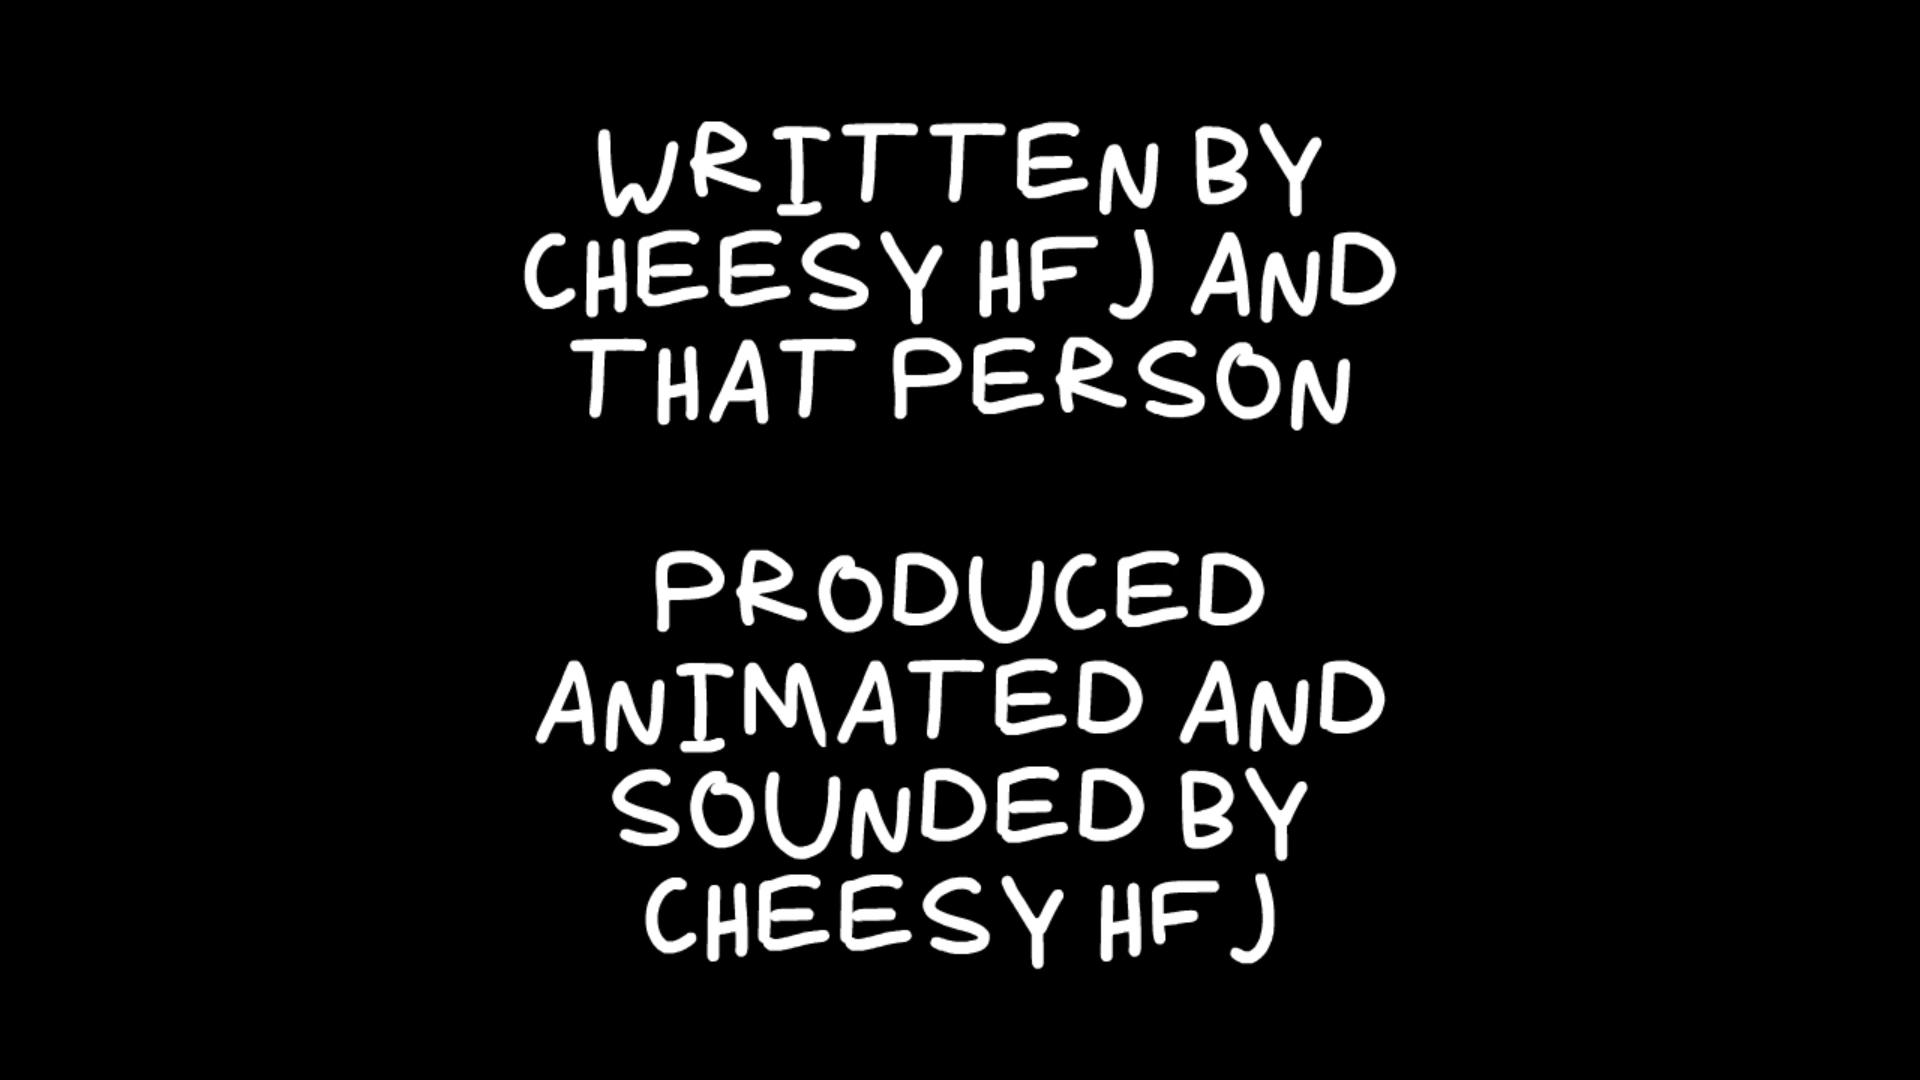 WRITTEN BY
CHEESY HFJ AND
THAT PERSON
PRODUCED
ANIMATED AND
SOUNDED BY
CHEESY HFJ